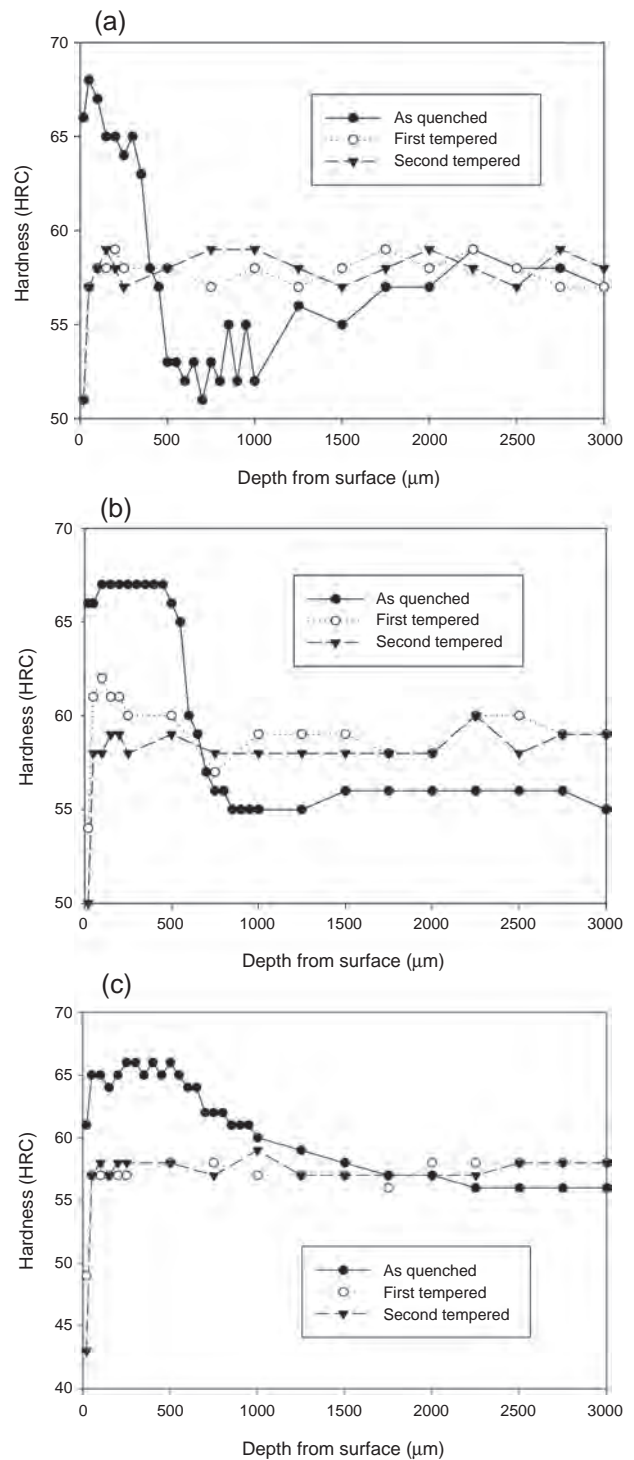 (a)
70
65
60
55
50
Hardness (HRC)
As quenched
First tempered
Second tempered
0 500 1000 1500 2000 2500 3000
Depth from surface (μm)
(b)
70
65
60
55
50
Hardness (HRC)
As quenched
First tempered
Second tempered
0 500 1000 1500 2000 2500 3000
Depth from surface (μm)
(c)
70
65
60
55
50
45
40
Hardness (HRC)
As quenched
First tempered
Second tempered
0 500 1000 1500 2000 2500 3000
Depth from surface (μm)